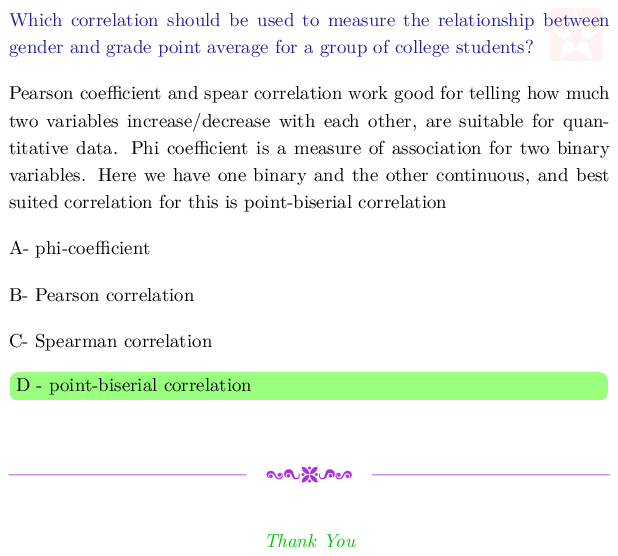 Which correlation should be used to measure the relationship between
gender and grade point average for a group of college students?
Pearson coefficient and spear correlation work good for telling how much
two variables increase/decrease with each other, are suitable for quan-
titative data. Phi coefficient is a measure of association for two binary
variables. Here we have one binary and the other continuous, and best
suited correlation for this is point-biserial correlation
A- phi-coefficient
B- Pearson correlation
C- Spearman correlation
D - point-biserial correlation
Thank You